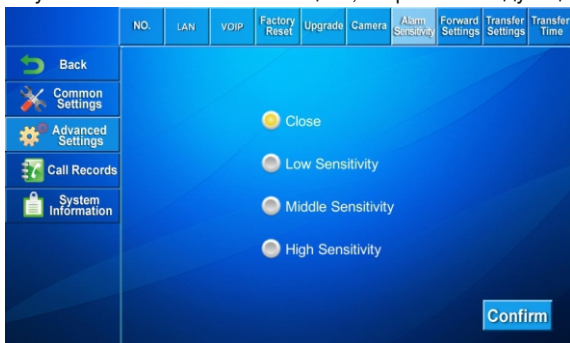 NO. LAN VOIP Factory Reset Upgrade Camera Alarm Sensitivity Forward Settings Transfer Settings Transfer Time
Back
Common Settings
Advanced Settings
Call Records
System Information
Close
Low Sensitivity
Middle Sensitivity
High Sensitivity
Confirm